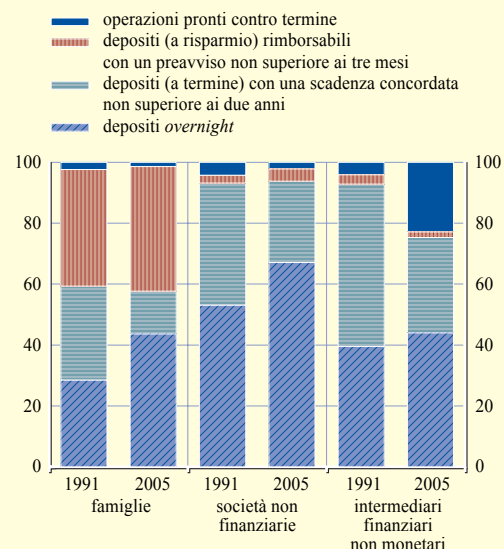 operazioni pronti contro termine
depositi (a risparmio) rimborsabili
con un preavviso non superiore ai tre mesi
depositi (a termine) con una scadenza concordata
non superiore ai due anni
depositi overnight
100 100
80 80
60 60
40 40
20 20
0 0
1991 2005 1991 2005 1991 2005
famiglie società non intermediari
finanziarie finanziari
non monetari